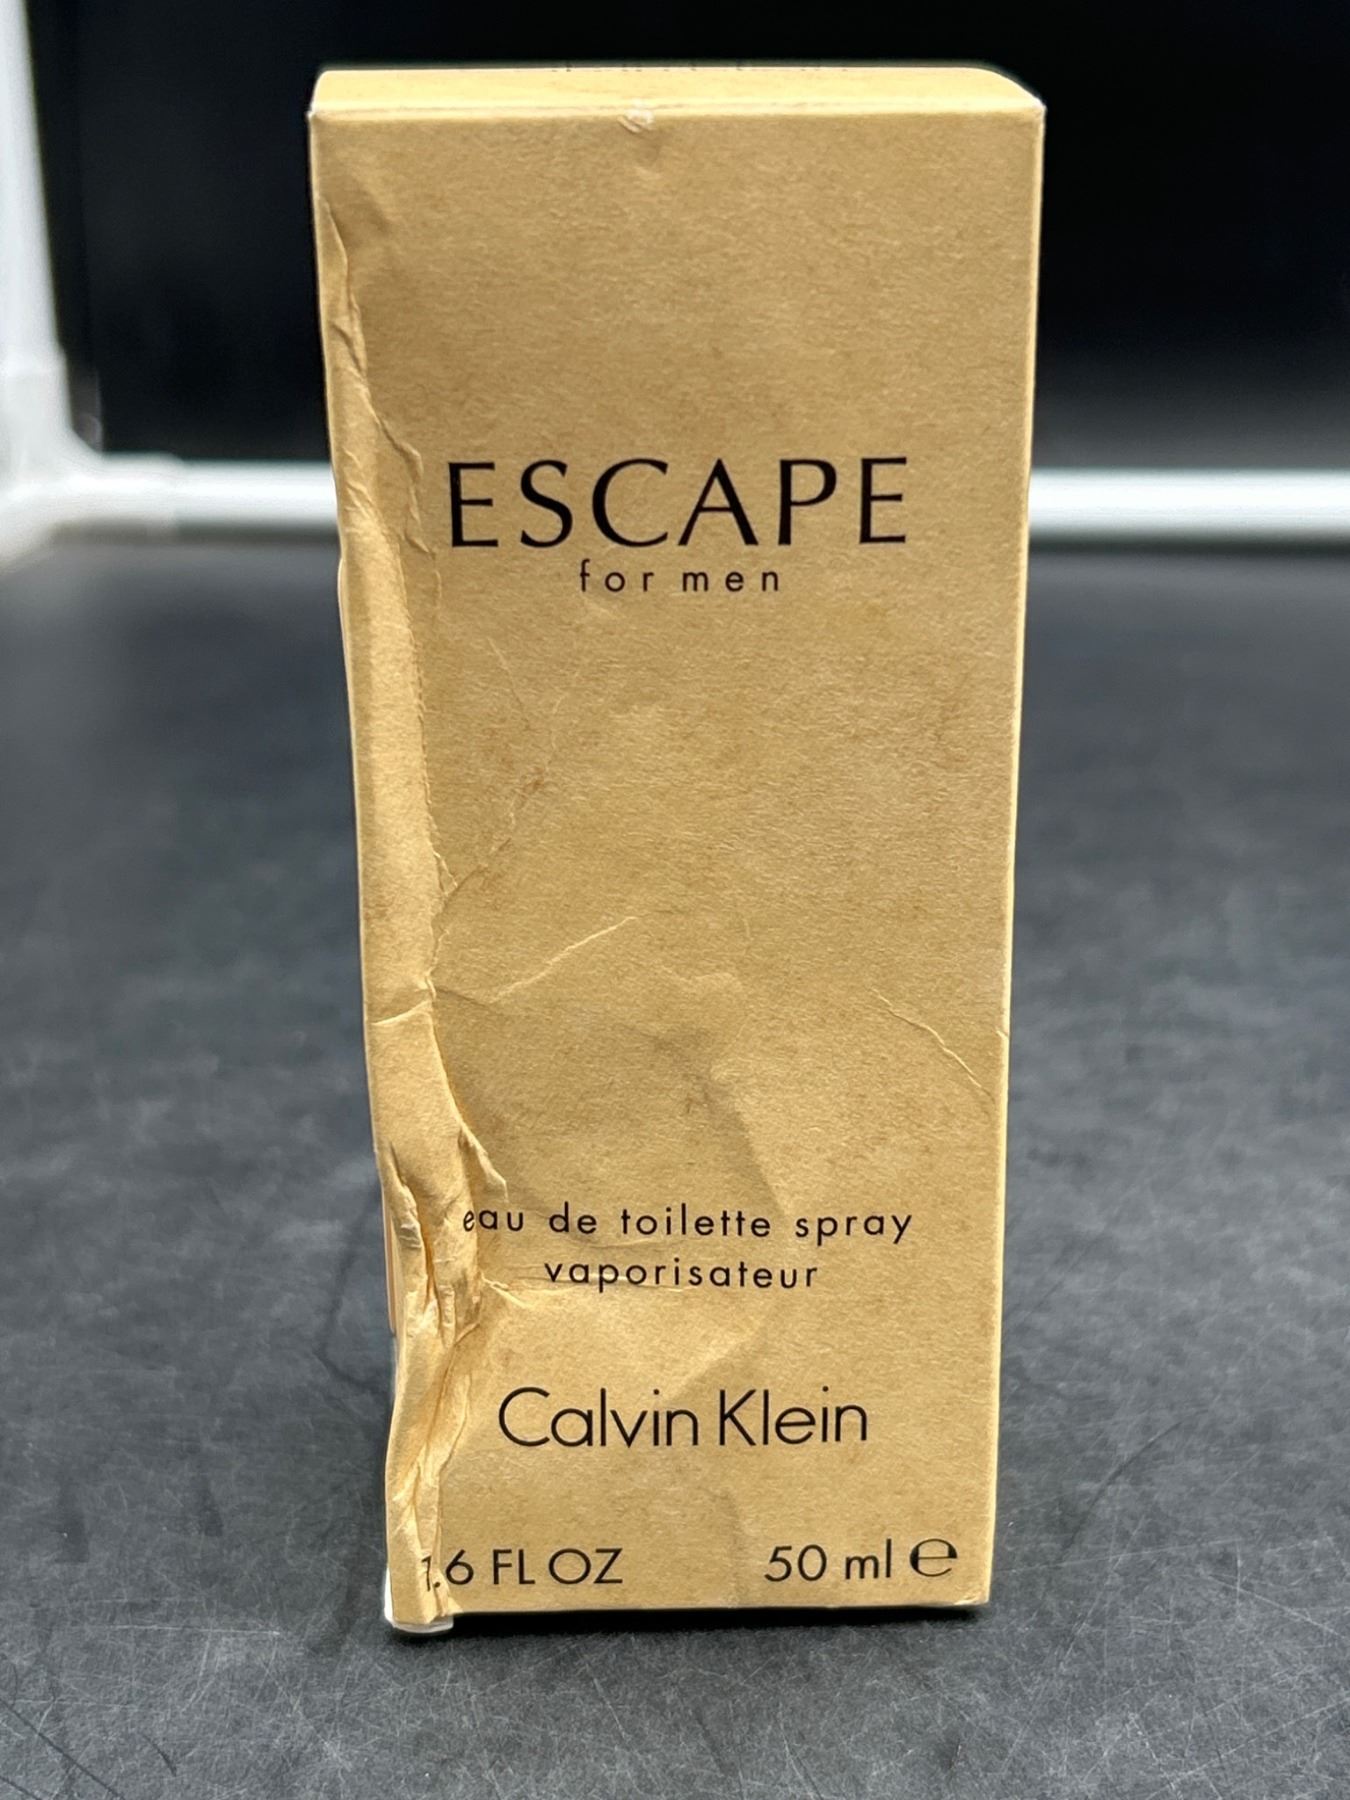 ESCAPE
for men
eau de toilette spray
vaporisateur
Calvin Klein
1.6 FL OZ 50 ml ℮